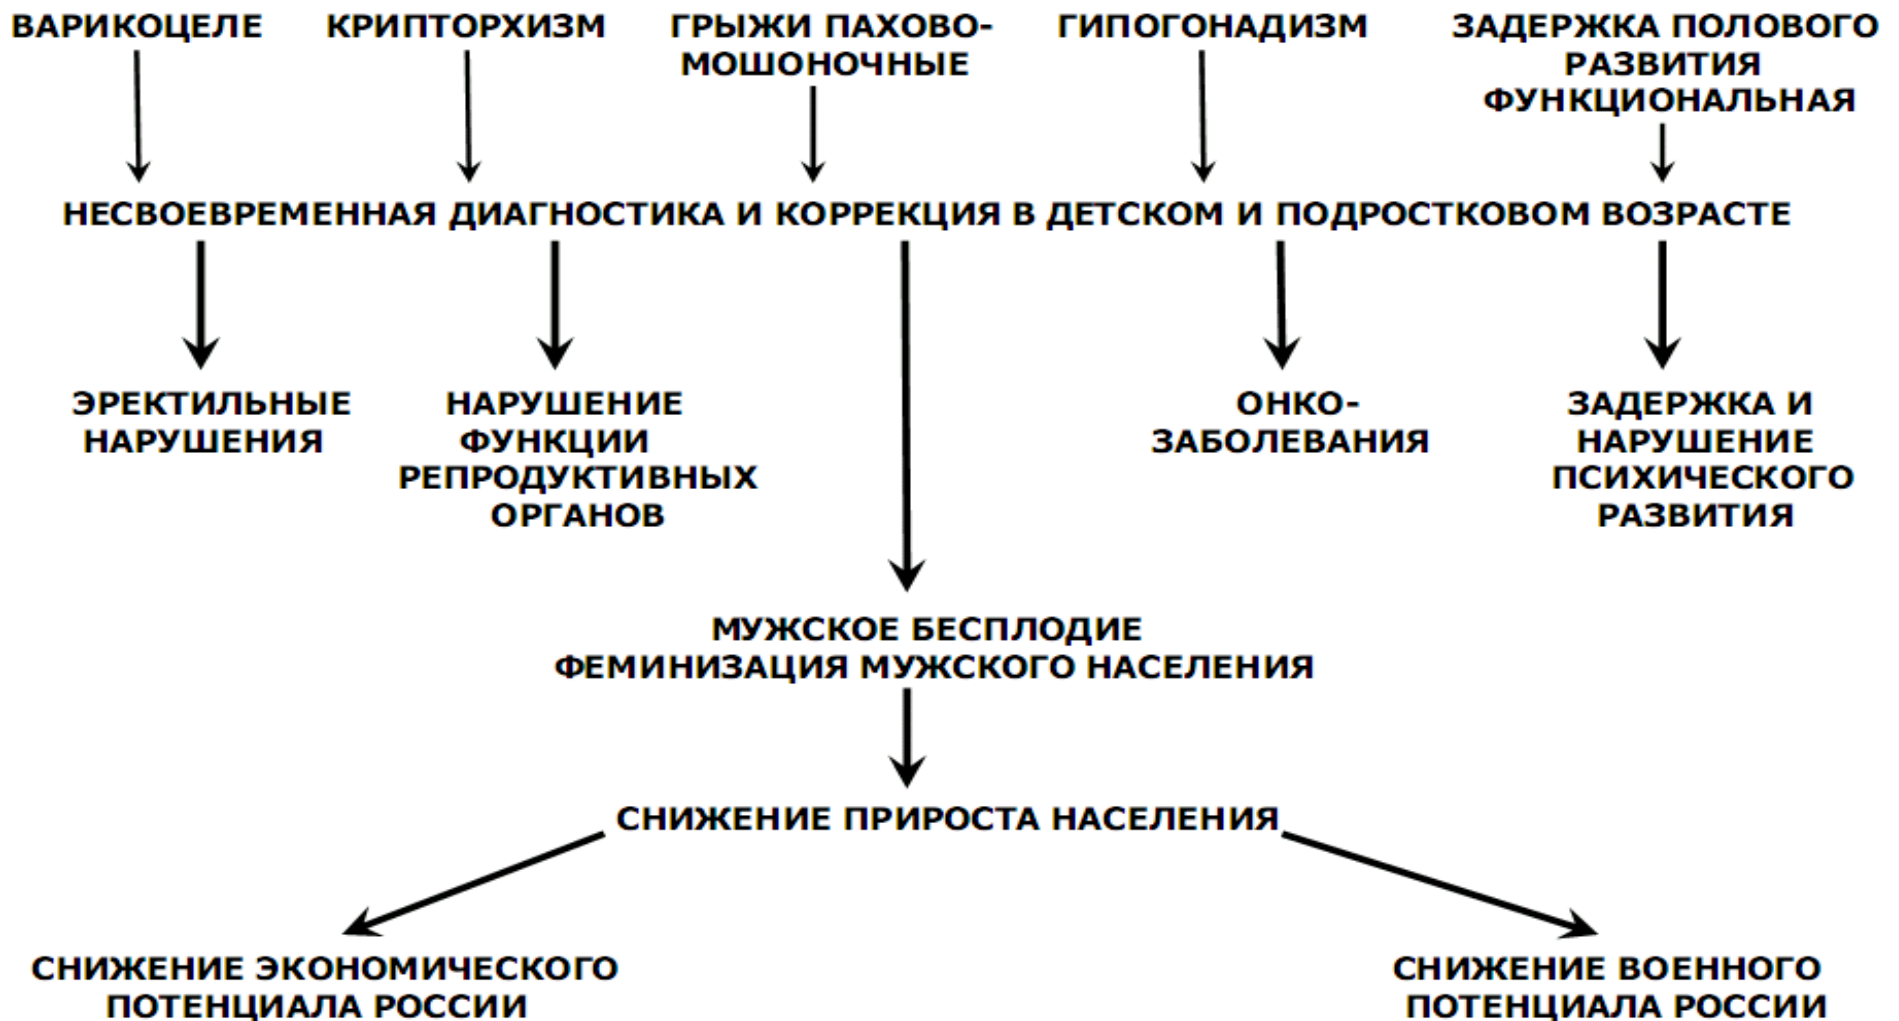 ВАРИКОЦЕЛЕ
КРИПТОРХИЗМ
ГРЫЖИ ПАХОВО-
МОШОНОЧНЫЕ
ГИПОГОНАДИЗМ
ЗАДЕРЖКА ПОЛОВОГО
РАЗВИТИЯ
ФУНКЦИОНАЛЬНАЯ
НЕСВОЕВРЕМЕННАЯ ДИАГНОСТИКА И КОРРЕКЦИЯ В ДЕТСКОМ И ПОДРОСТКОВОМ ВОЗРАСТЕ
ЭРЕКТИЛЬНЫЕ
НАРУШЕНИЯ
НАРУШЕНИЕ
ФУНКЦИИ
РЕПРОДУКТИВНЫХ
ОРГАНОВ
ОНКО-
ЗАБОЛЕВАНИЯ
ЗАДЕРЖКА И
НАРУШЕНИЕ
ПСИХИЧЕСКОГО
РАЗВИТИЯ
МУЖСКОЕ БЕСПЛОДИЕ
ФЕМИНИЗАЦИЯ МУЖСКОГО НАСЕЛЕНИЯ
СНИЖЕНИЕ ПРИРОСТА НАСЕЛЕНИЯ
СНИЖЕНИЕ ЭКОНОМИЧЕСКОГО
ПОТЕНЦИАЛА РОССИИ
СНИЖЕНИЕ ВОЕННОГО
ПОТЕНЦИАЛА РОССИИ